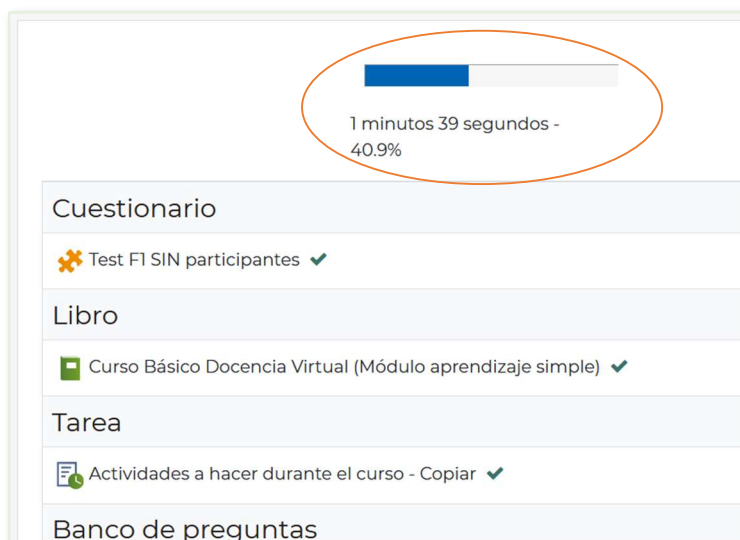 1 minutos 39 segundos -
40.9%
Cuestionario
Test F1 SIN participantes
Libro
Curso Básico Docencia Virtual (Módulo aprendizaje simple)
Tarea
Actividades a hacer durante el curso - Copiar
Banco de preguntas